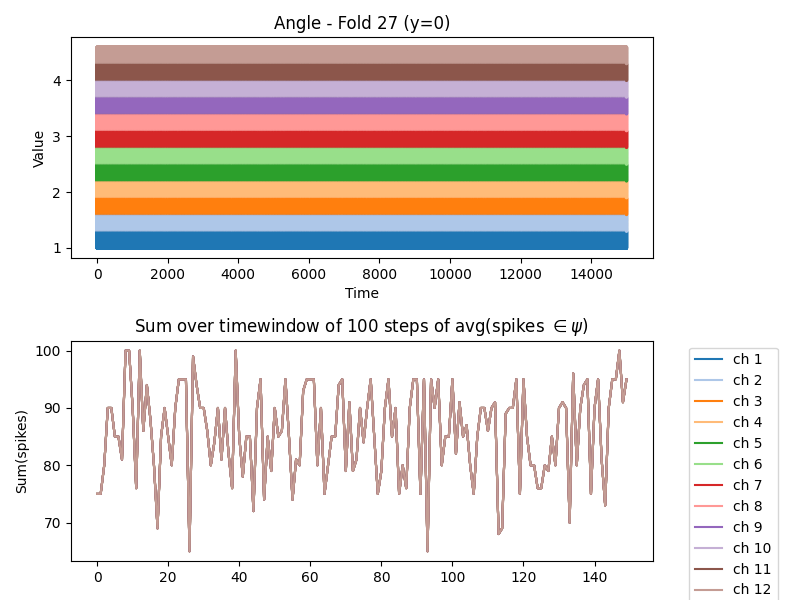 Angle - Fold 27 (y=0)
4
3
2
1
Value
0 2000 4000 6000 8000 10000 12000 14000
Time
Sum over timewindow of 100 steps of avg(spikes ∈ ψ)
100
90
80
70
Sum(spikes)
0 20 40 60 80 100 120 140
ch 1
ch 2
ch 3
ch 4
ch 5
ch 6
ch 7
ch 8
ch 9
ch 10
ch 11
ch 12